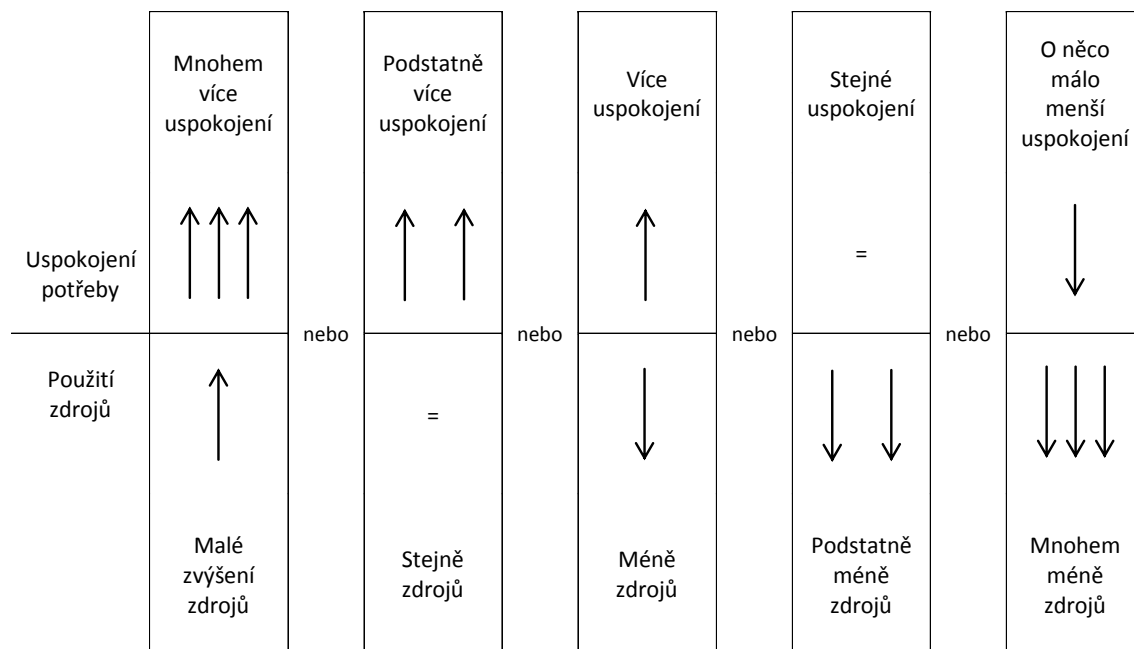 Mnohem
více
uspokojení
Podstatně
více
uspokojení
Více
uspokojení
Stejné
uspokojení
O něco
málo
menší
uspokojení
Uspokojení
potřeby
=
nebo
nebo
nebo
nebo
Použití
zdrojů
=
Malé
zvýšení
zdrojů
Stejně
zdrojů
Méně
zdrojů
Podstatně
méně
zdrojů
Mnohem
méně
zdrojů